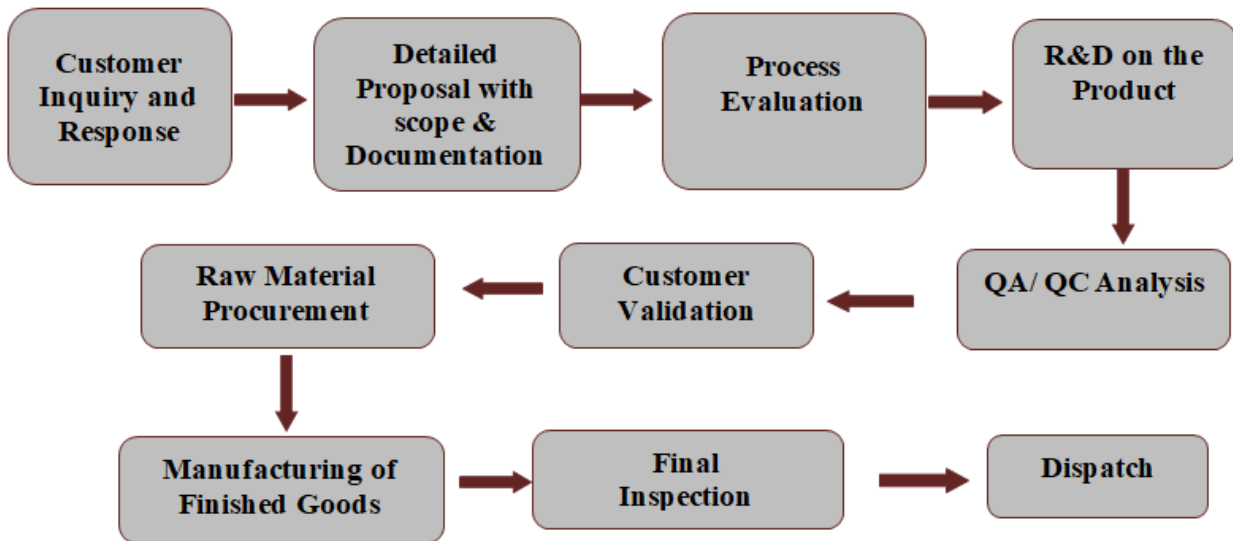 Customer
Inquiry and
Response
Detailed
Proposal with
scope &
Documentation
Process
Evaluation
R&D on the
Product
QA/ QC Analysis
Customer
Validation
Raw Material
Procurement
Manufacturing of
Finished Goods
Final
Inspection
Dispatch